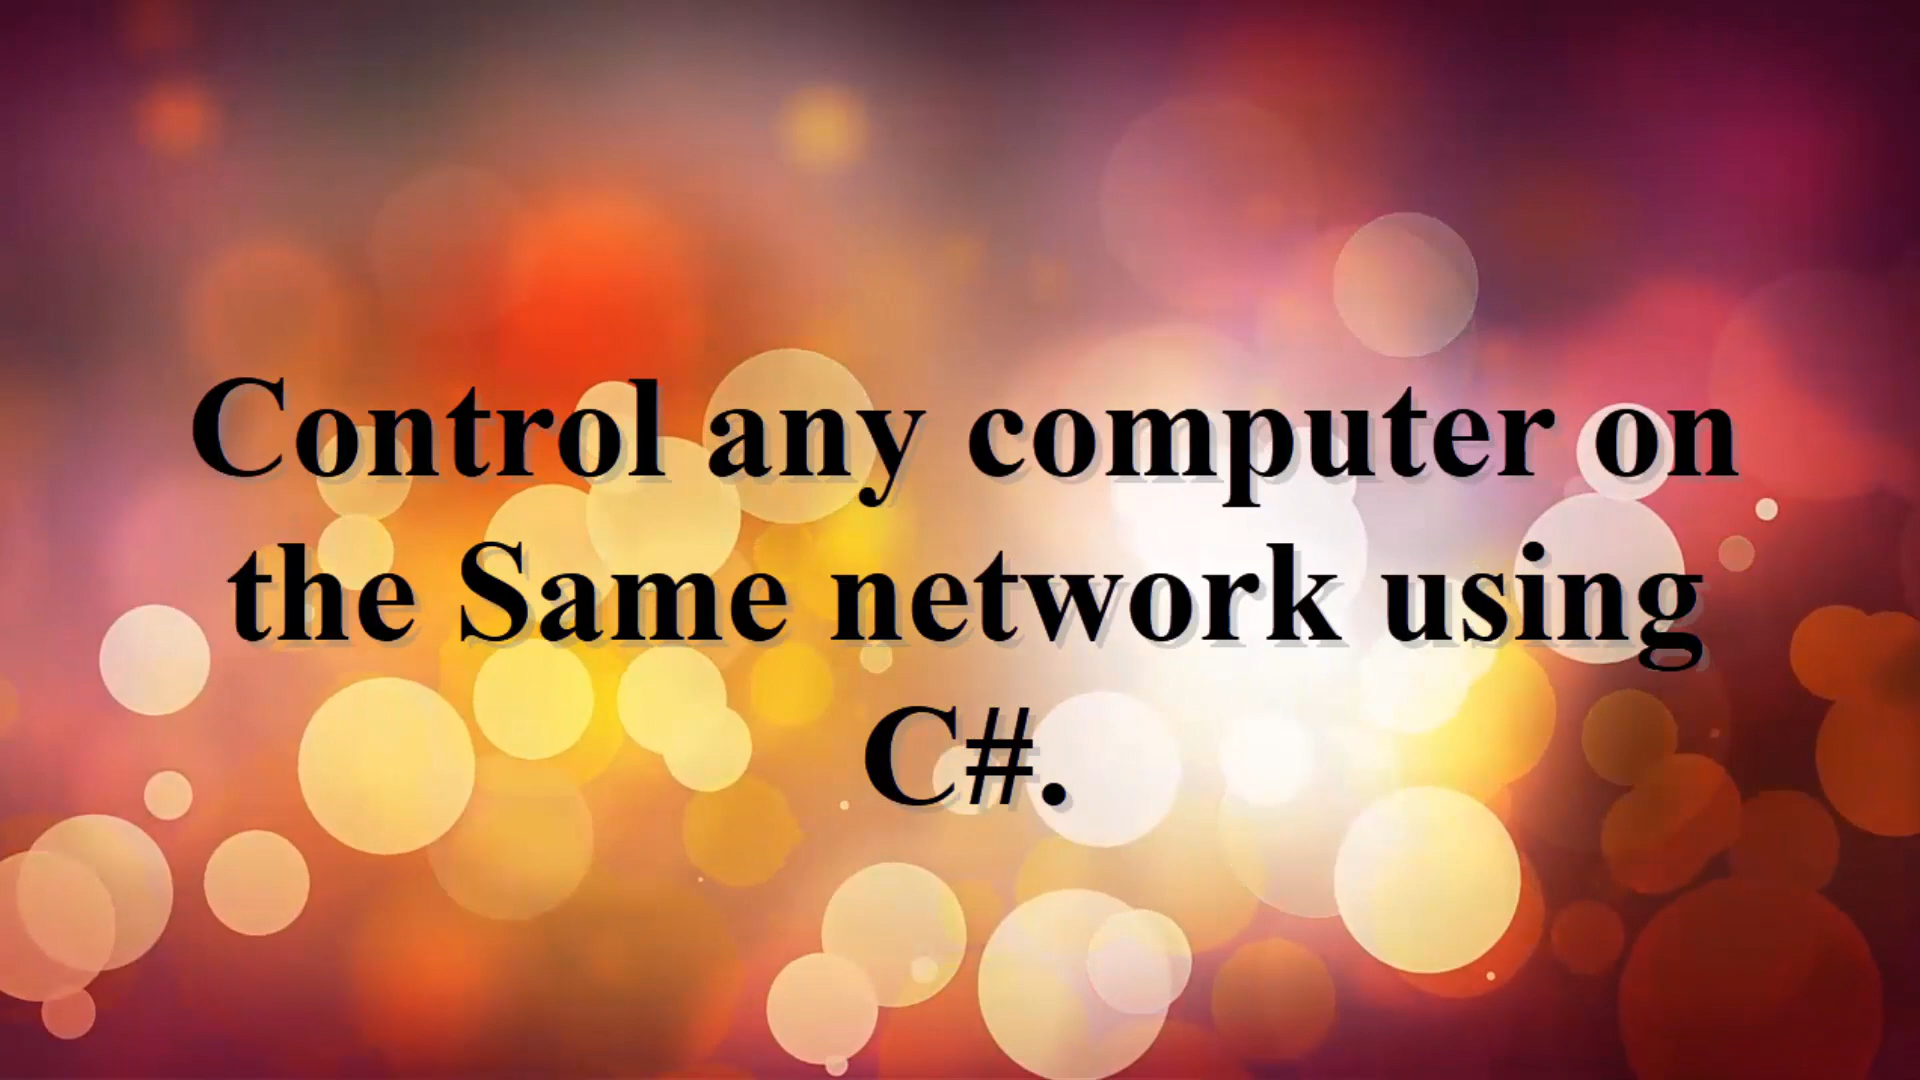 Control any computer on
the Same network using
C#.